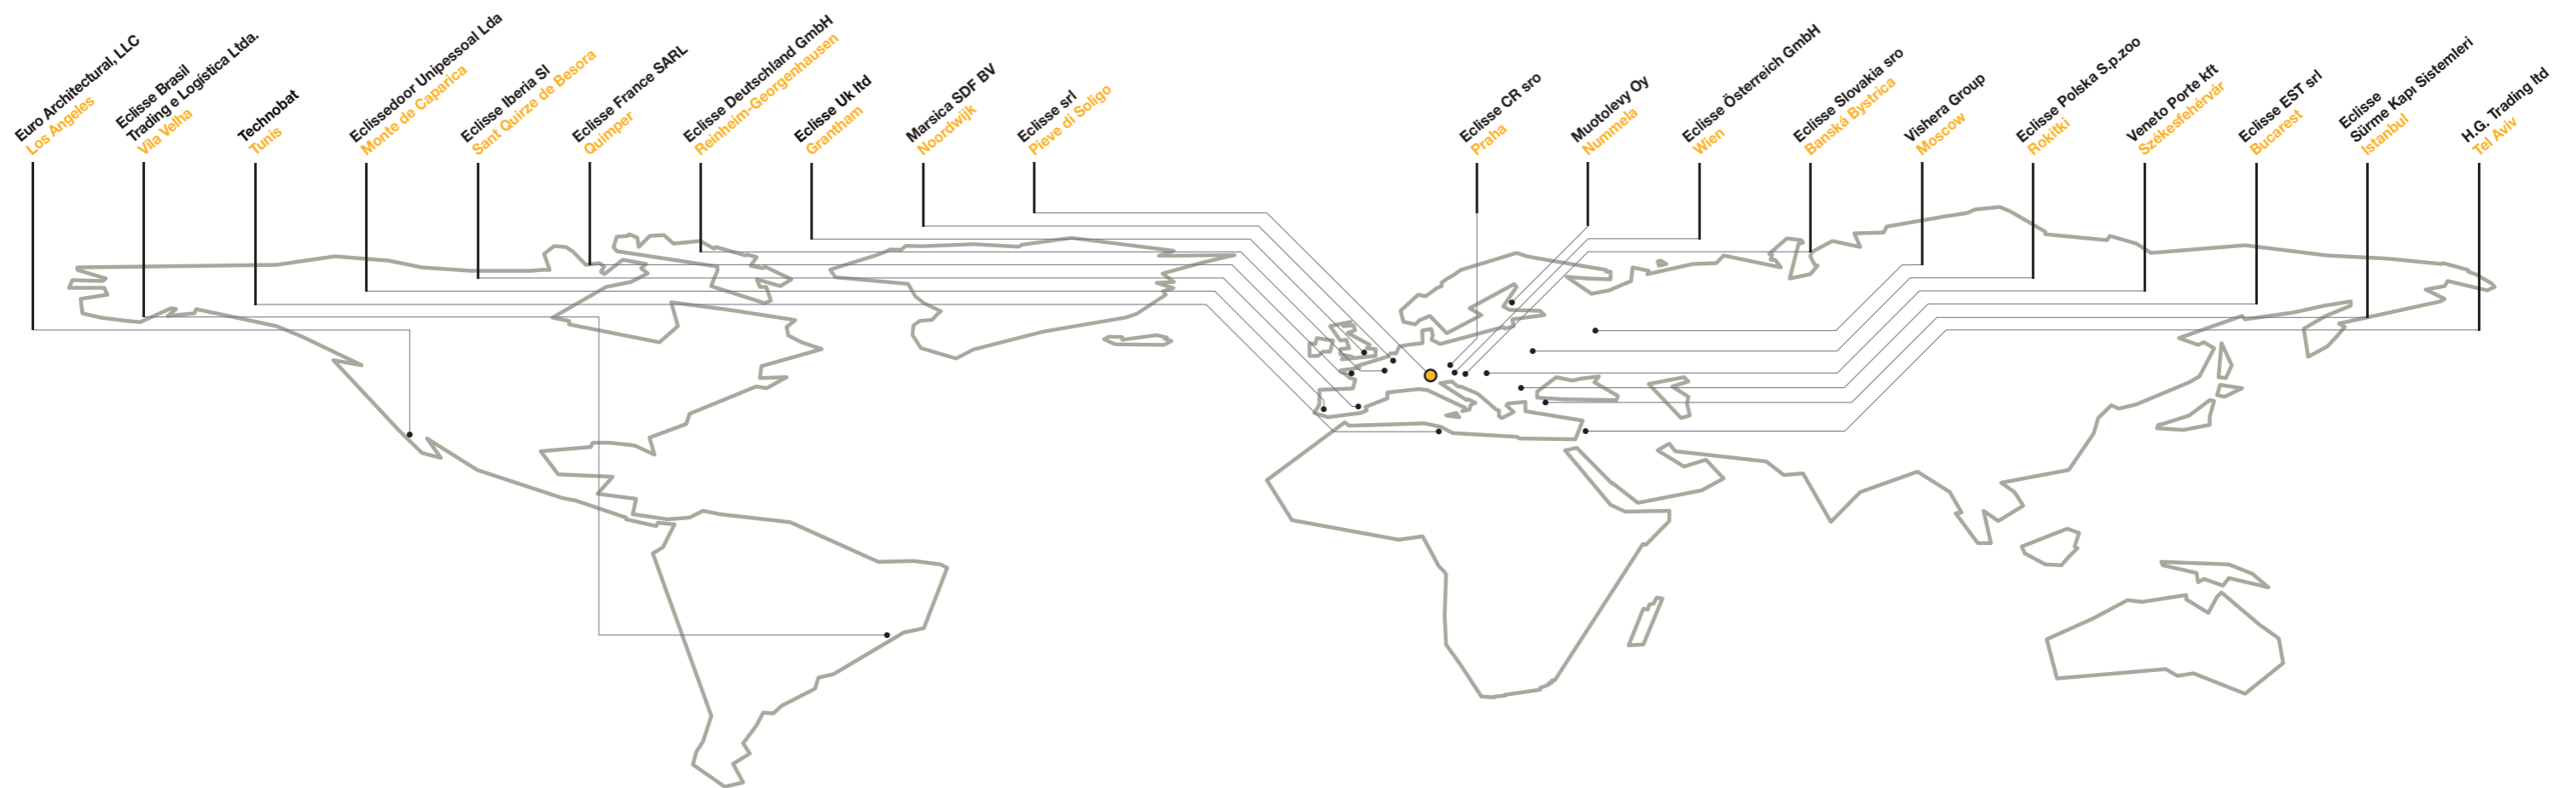 Euro Architectural, LLC
Los Angeles
Eclisse Brasil
Trading e Logística Ltda.
Vila Velha
Technobat
Tunis
Eclissedoor Unipessoal Lda
Monte de Caparica
Eclisse Iberia Sl
Sant Quirze de Besora
Eclisse France SARL
Quimper
Eclisse Deutschland GmbH
Reinheim-Georgenhausen
Eclisse Uk ltd
Grantham
Marsica SDF BV
Noordwijk
Eclisse srl
Pieve di Soligo
Eclisse CR sro
Praha
Muotolevy Oy
Nummela
Eclisse Österreich GmbH
Wien
Eclisse Slovakia sro
Banská Bystrica
Vishera Group
Moscow
Eclisse Polska S.p.zoo
Rokitki
Veneto Porte kft
Székesfehérvár
Eclisse EST srl
Bucarest
Eclisse
Sürme Kapı Sistemleri
Istanbul
H.G. Trading ltd
Tel Aviv